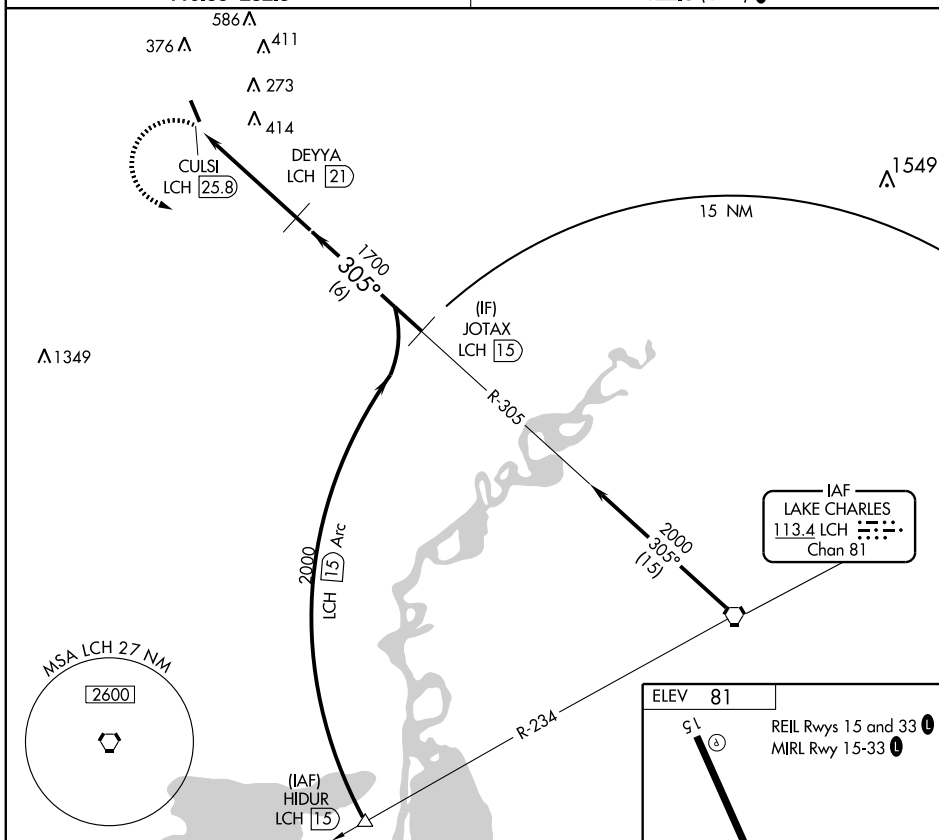 586
376
411
273
414
CULSI
LCH 25.8
DEYYA
LCH 21
1549
15 NM
1700
305°
(6)
(IF)
JOTAX
LCH 15
1349
R-305
IAF
LAKE CHARLES
113.4 LCH
Chan 81
2000
305°
(15)
2000
LCH 15 Arc
MSA LCH 27 NM
2600
R-234
(IAF)
HIDUR
LCH 15
ELEV 81
15
P
REIL Rwys 15 and 33 L
MIRL Rwy 15-33 L